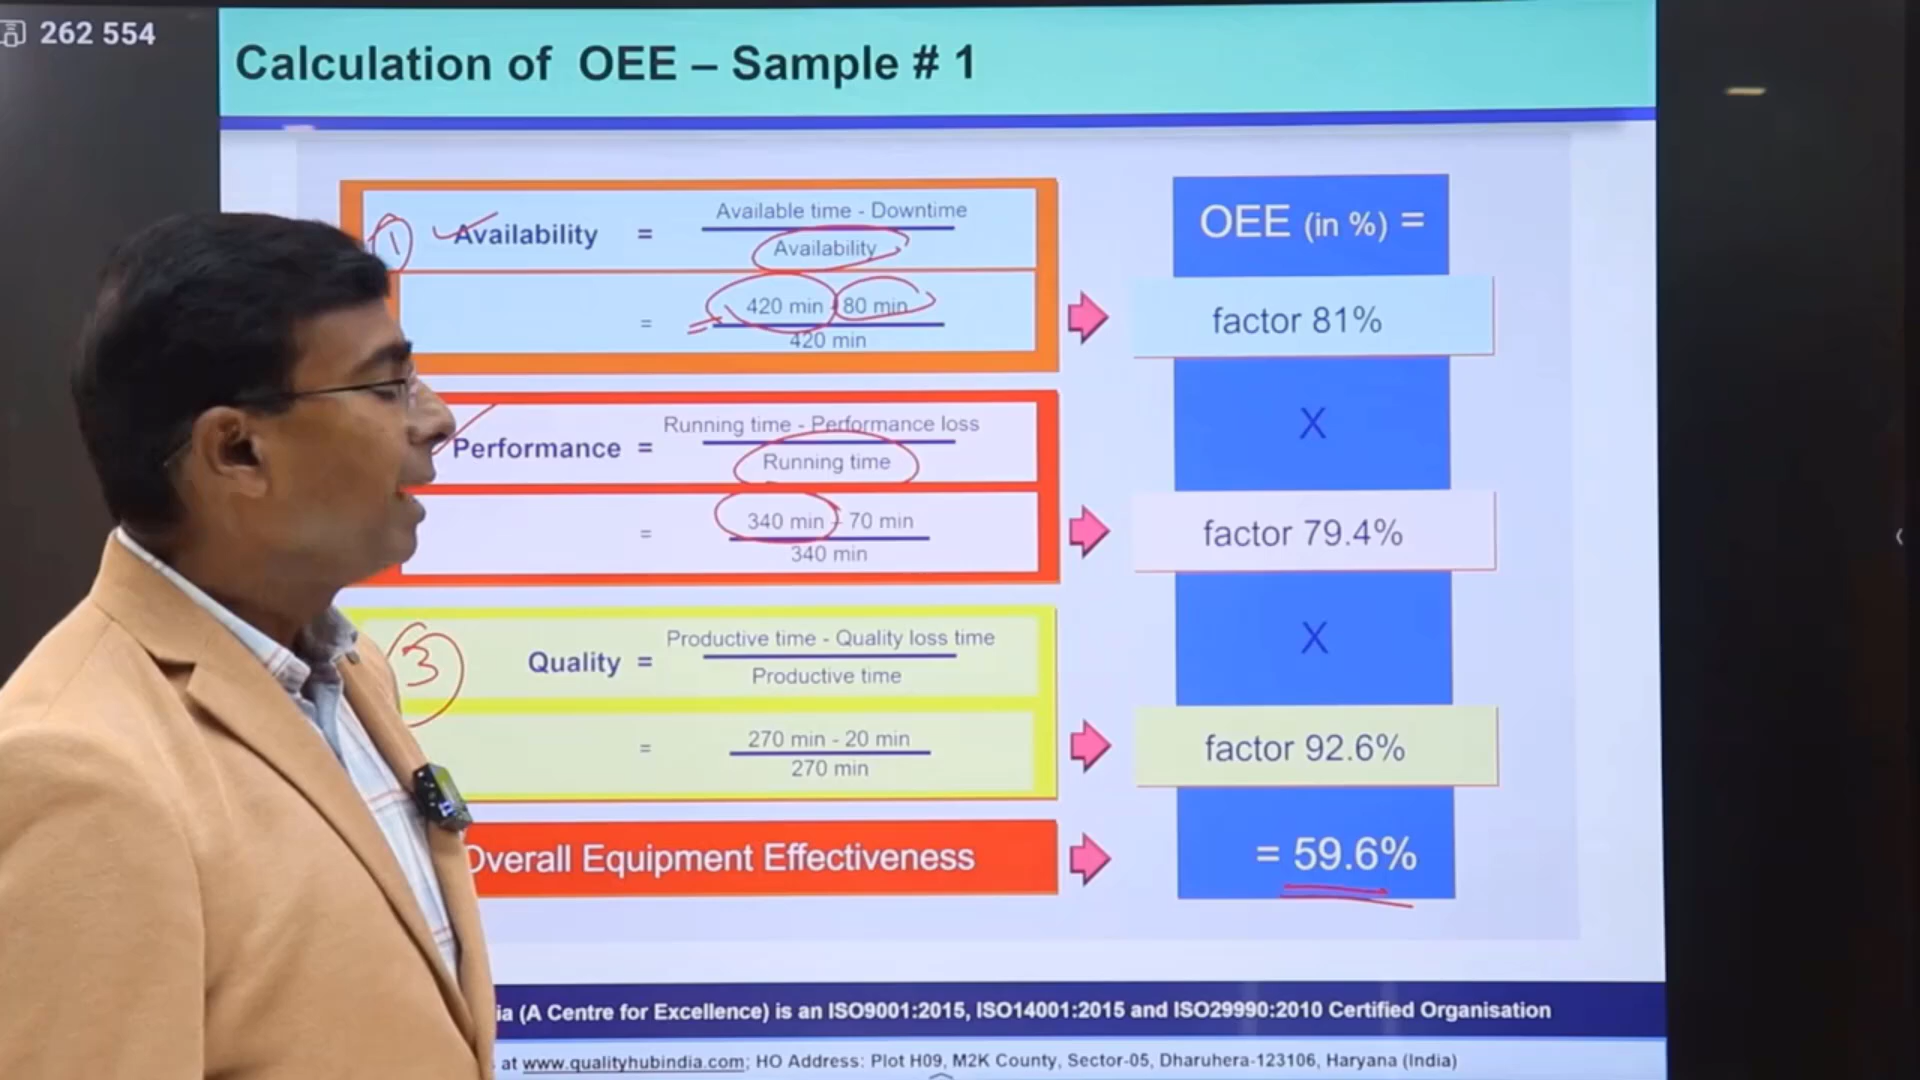 262 554
Calculation of OEE – Sample # 1
1
Availability = Available time - Downtime
Availability
= 420 min - 80 min
420 min
Performance = Running time - Performance loss
Running time
= 340 min - 70 min
340 min
3
Quality = Productive time - Quality loss time
Productive time
= 270 min - 20 min
270 min
Overall Equipment Effectiveness
OEE (in %) =
factor 81%
X
factor 79.4%
X
factor 92.6%
= 59.6%
ia (A Centre for Excellence) is an ISO9001:2015, ISO14001:2015 and ISO29990:2010 Certified Organisation
at www.qualityhubindia.com; HO Address: Plot H09, M2K County, Sector-05, Dharuhera-123106, Haryana (India)